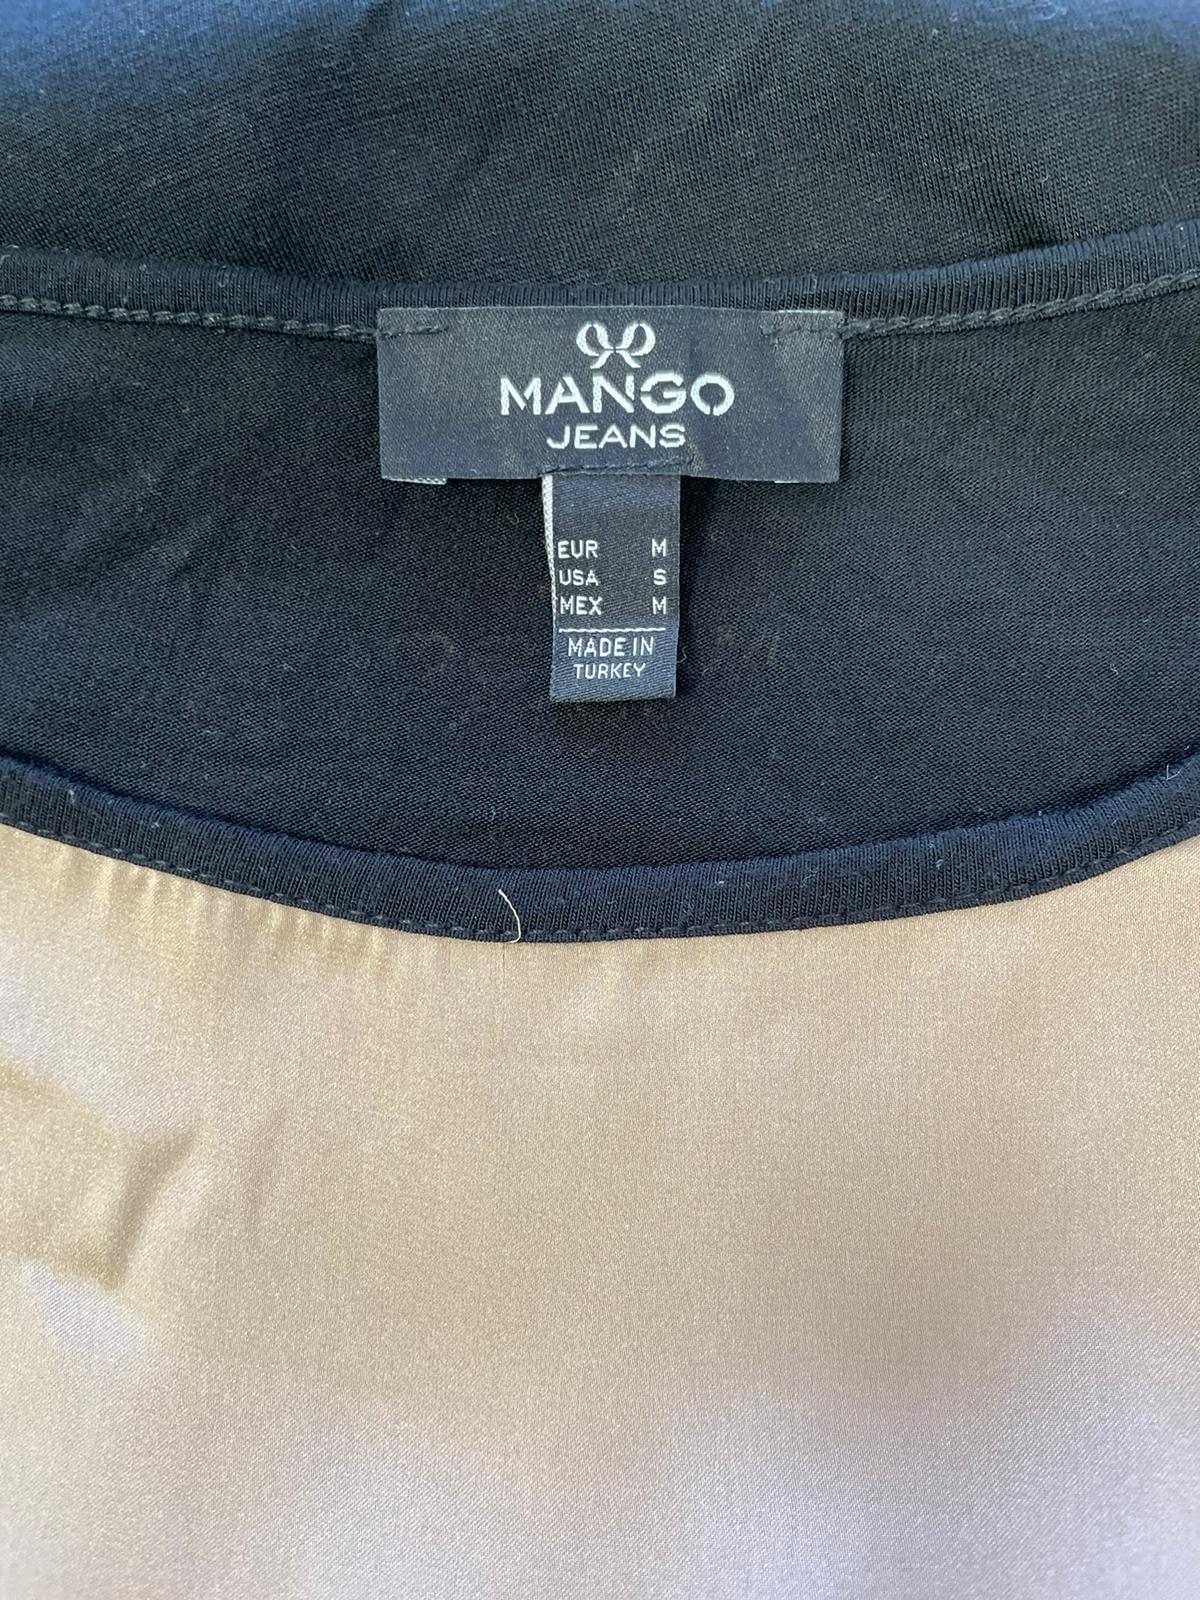 MANGO
JEANS
EUR M
USA S
MEX M
MADE IN
TURKEY